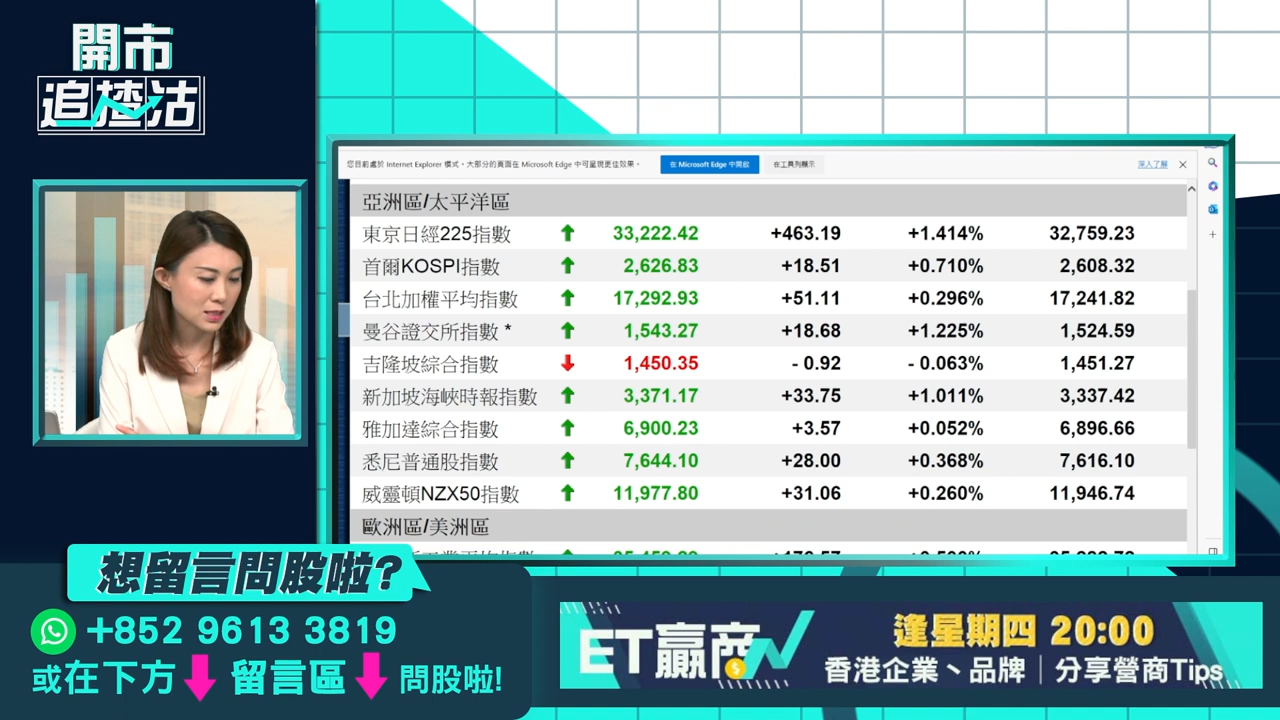 開市
追揸沽
您目前處於 Internet Explorer 模式。大部分的頁面在 Microsoft Edge 中可呈現更佳效果。 在 Microsoft Edge 中開啟 在工具列顯示 深入了解
亞洲區/太平洋區
東京日經225指數 33,222.42 +463.19 +1.414% 32,759.23
首爾KOSPI指數 2,626.83 +18.51 +0.710% 2,608.32
台北加權平均指數 17,292.93 +51.11 +0.296% 17,241.82
曼谷證交所指數 * 1,543.27 +18.68 +1.225% 1,524.59
吉隆坡綜合指數 1,450.35 - 0.92 - 0.063% 1,451.27
新加坡海峽時報指數 3,371.17 +33.75 +1.011% 3,337.42
雅加達綜合指數 6,900.23 +3.57 +0.052% 6,896.66
悉尼普通股指數 7,644.10 +28.00 +0.368% 7,616.10
威靈頓NZX50指數 11,977.80 +31.06 +0.260% 11,946.74
歐洲區/美洲區
想留言問股啦?
+852 9613 3819
或在下方 留言區 問股啦!
ET贏商
逢星期四 20:00
香港企業、品牌｜分享營商Tips